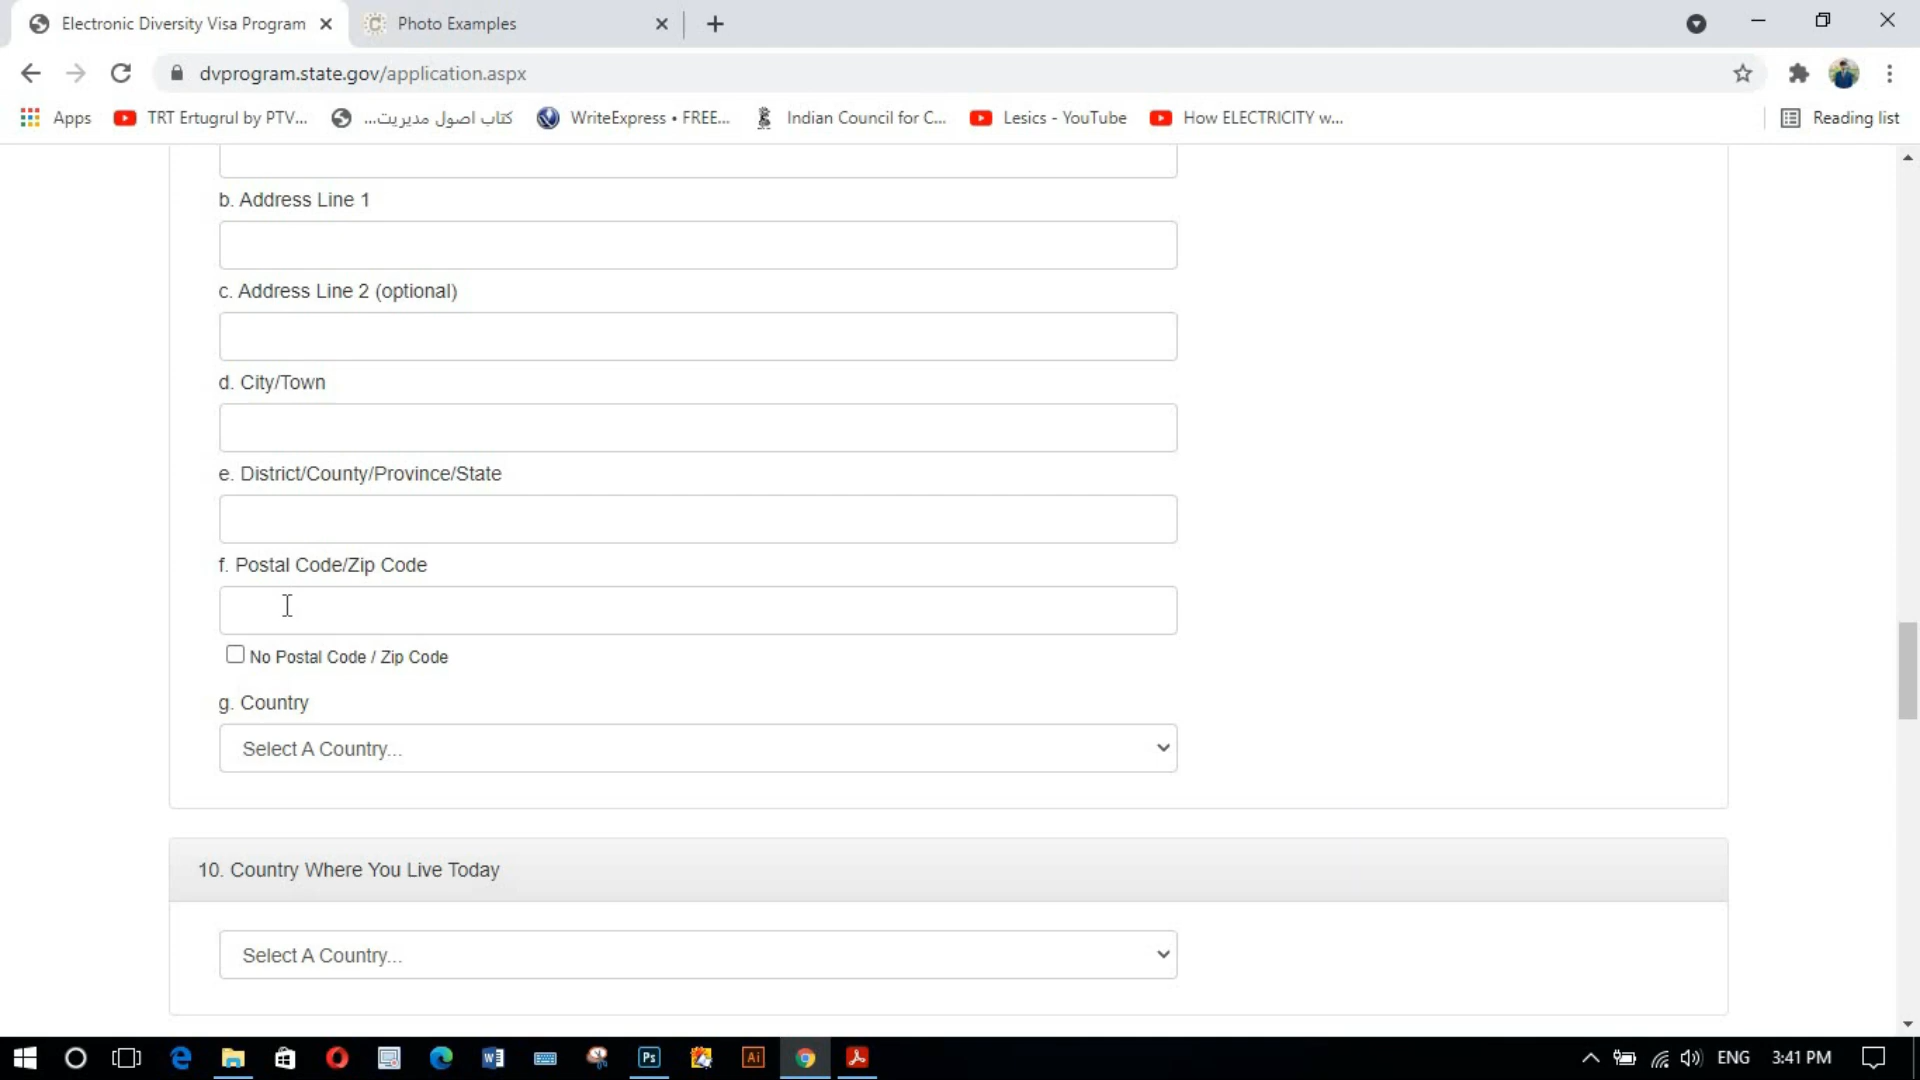 Electronic Diversity Visa Program
Photo Examples
dvprogram.state.gov/application.aspx
Apps
TRT Ertugrul by PTV...
کتاب اصول مدیریت...
WriteExpress • FREE...
Indian Council for C...
Lesics - YouTube
How ELECTRICITY w...
Reading list
b. Address Line 1
c. Address Line 2 (optional)
d. City/Town
e. District/County/Province/State
f. Postal Code/Zip Code
No Postal Code / Zip Code
g. Country
Select A Country...
10. Country Where You Live Today
Select A Country...
Ps
Ai
ENG
3:41 PM